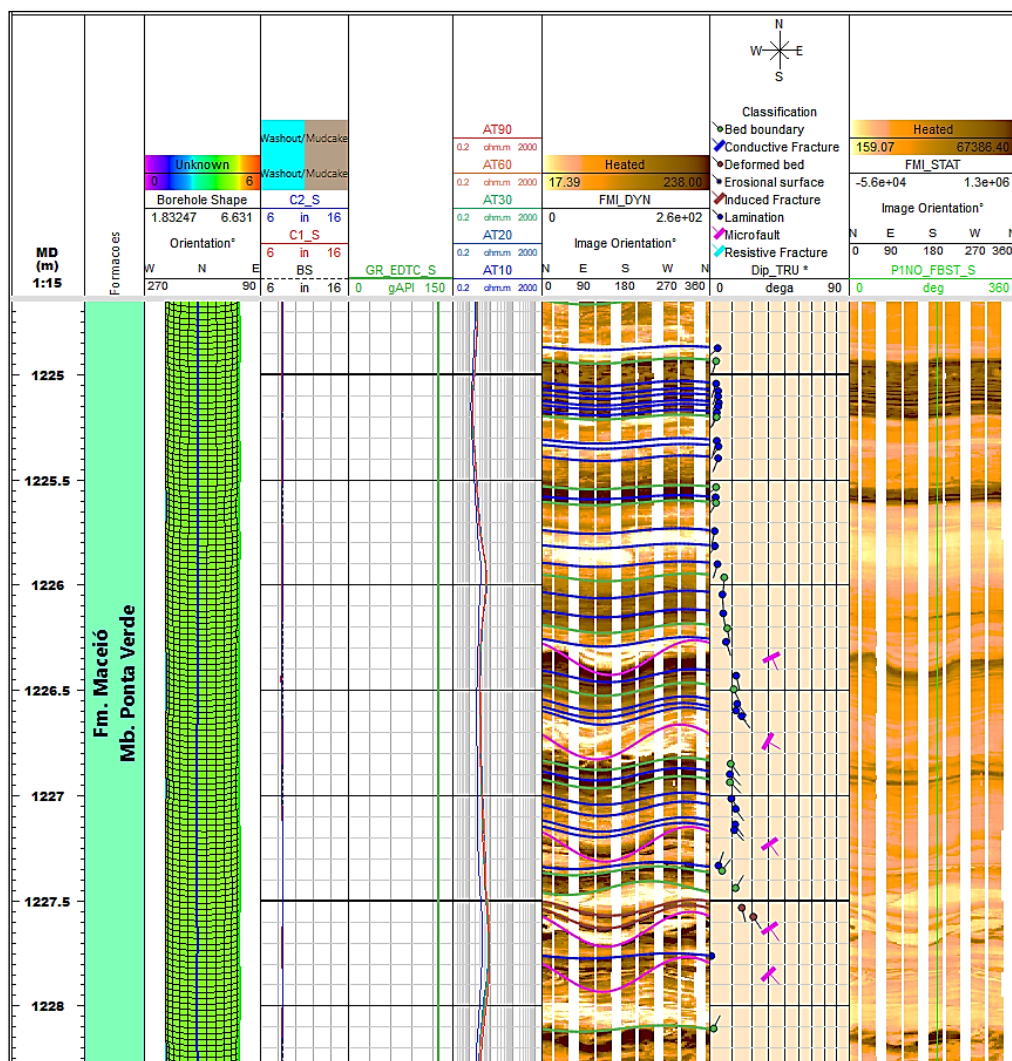 N
W E
S
Classification
Bed boundary
Conductive Fracture
Deformed bed
Erosional surface
Induced Fracture
Lamination
Microfault
Resistive Fracture
Dip_TRU *
0 dega 90
MD
(m)
1:15
Formacoes
Unknown
0 6
Borehole Shape
1.83247 6.631
Orientation°
W N E
270 90
Washout/ Mudcake
Washout/ Mudcake
C2_S
6 in 16
C1_S
6 in 16
BS
6 in 16
GR_EDTC_S
0 gAPI 150
AT90
0.2 ohm.m 2000
AT60
0.2 ohm.m 2000
AT30
0.2 ohm.m 2000
AT20
0.2 ohm.m 2000
AT10
0.2 ohm.m 2000
Heated
17.39 238.00
FMI_DYN
0 2.6e+02
Image Orientation°
N E S W N
0 90 180 270 360
Heated
159.07 67386.40
FMI_STAT
-5.6e+04 1.3e+06
Image Orientation°
N E S W N
0 90 180 270 360
P1NO_FBST_S
0 deg 360
Fm. Maceió
Mb. Ponta Verde
1225
1225.5
1226
1226.5
1227
1227.5
1228